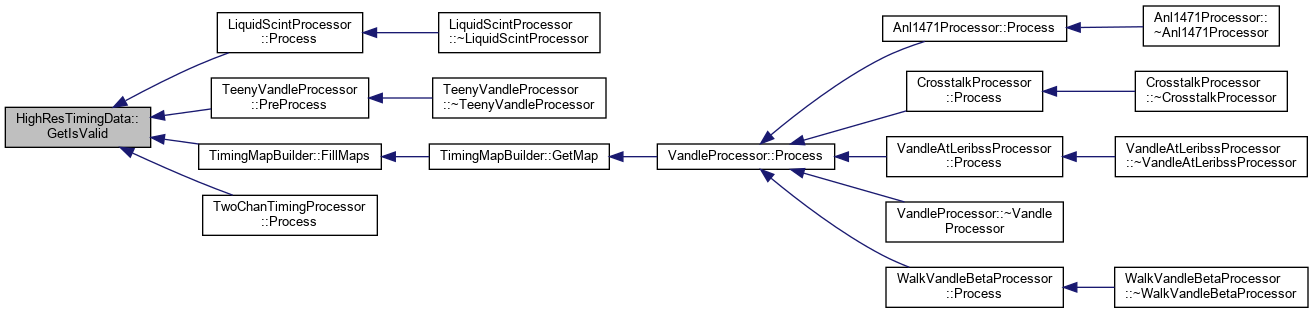 LiquidScintProcessor
::Process
LiquidScintProcessor
::~LiquidScintProcessor
TeenyVandleProcessor
::PreProcess
TeenyVandleProcessor
::~TeenyVandleProcessor
HighResTimingData::
GetIsValid
TimingMapBuilder::FillMaps
TimingMapBuilder::GetMap
VandleProcessor::Process
TwoChanTimingProcessor
::Process
Anl1471Processor::Process
Anl1471Processor::
~Anl1471Processor
CrosstalkProcessor
::Process
CrosstalkProcessor
::~CrosstalkProcessor
VandleAtLeribssProcessor
::Process
VandleAtLeribssProcessor
::~VandleAtLeribssProcessor
VandleProcessor::~Vandle
Processor
WalkVandleBetaProcessor
::Process
WalkVandleBetaProcessor
::~WalkVandleBetaProcessor